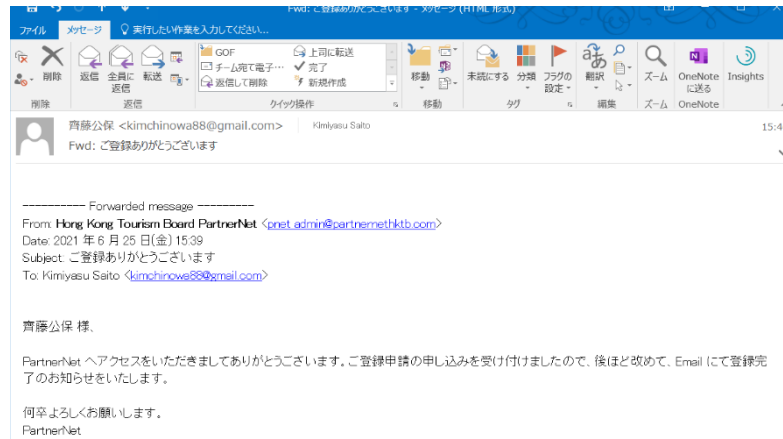 Fwd: ご登録ありがとうございます - メッセージ (HTML 形式)
ファイル メッセージ 実行したい作業を入力してください...
GOF 上司に転送
チーム宛て電子… 完了
返信して削除 新規作成
削除 返信 全員に返信 転送 移動 未読にする 分類 フラグの設定 翻訳 ズーム OneNote に送る Insights
削除 返信 クイック操作 移動 タグ 編集 ズーム OneNote
齊藤公保 <kimchinowa88@gmail.com> Kimiyasu Saito 15:4
Fwd: ご登録ありがとうございます
---------- Forwarded message ---------
From: Hong Kong Tourism Board PartnerNet <pnet.admin@partnernethktb.com>
Date: 2021 年 6 月 25 日(金) 15:39
Subject: ご登録ありがとうございます
To: Kimiyasu Saito <kimchinowa88@gmail.com>
齊藤公保 様,
PartnerNet へアクセスをいただきましてありがとうございます。ご登録申請の申し込みを受け付けましたので、後ほど改めて、Email にて登録完
了のお知らせをいたします。
何卒よろしくお願いします。
PartnerNet